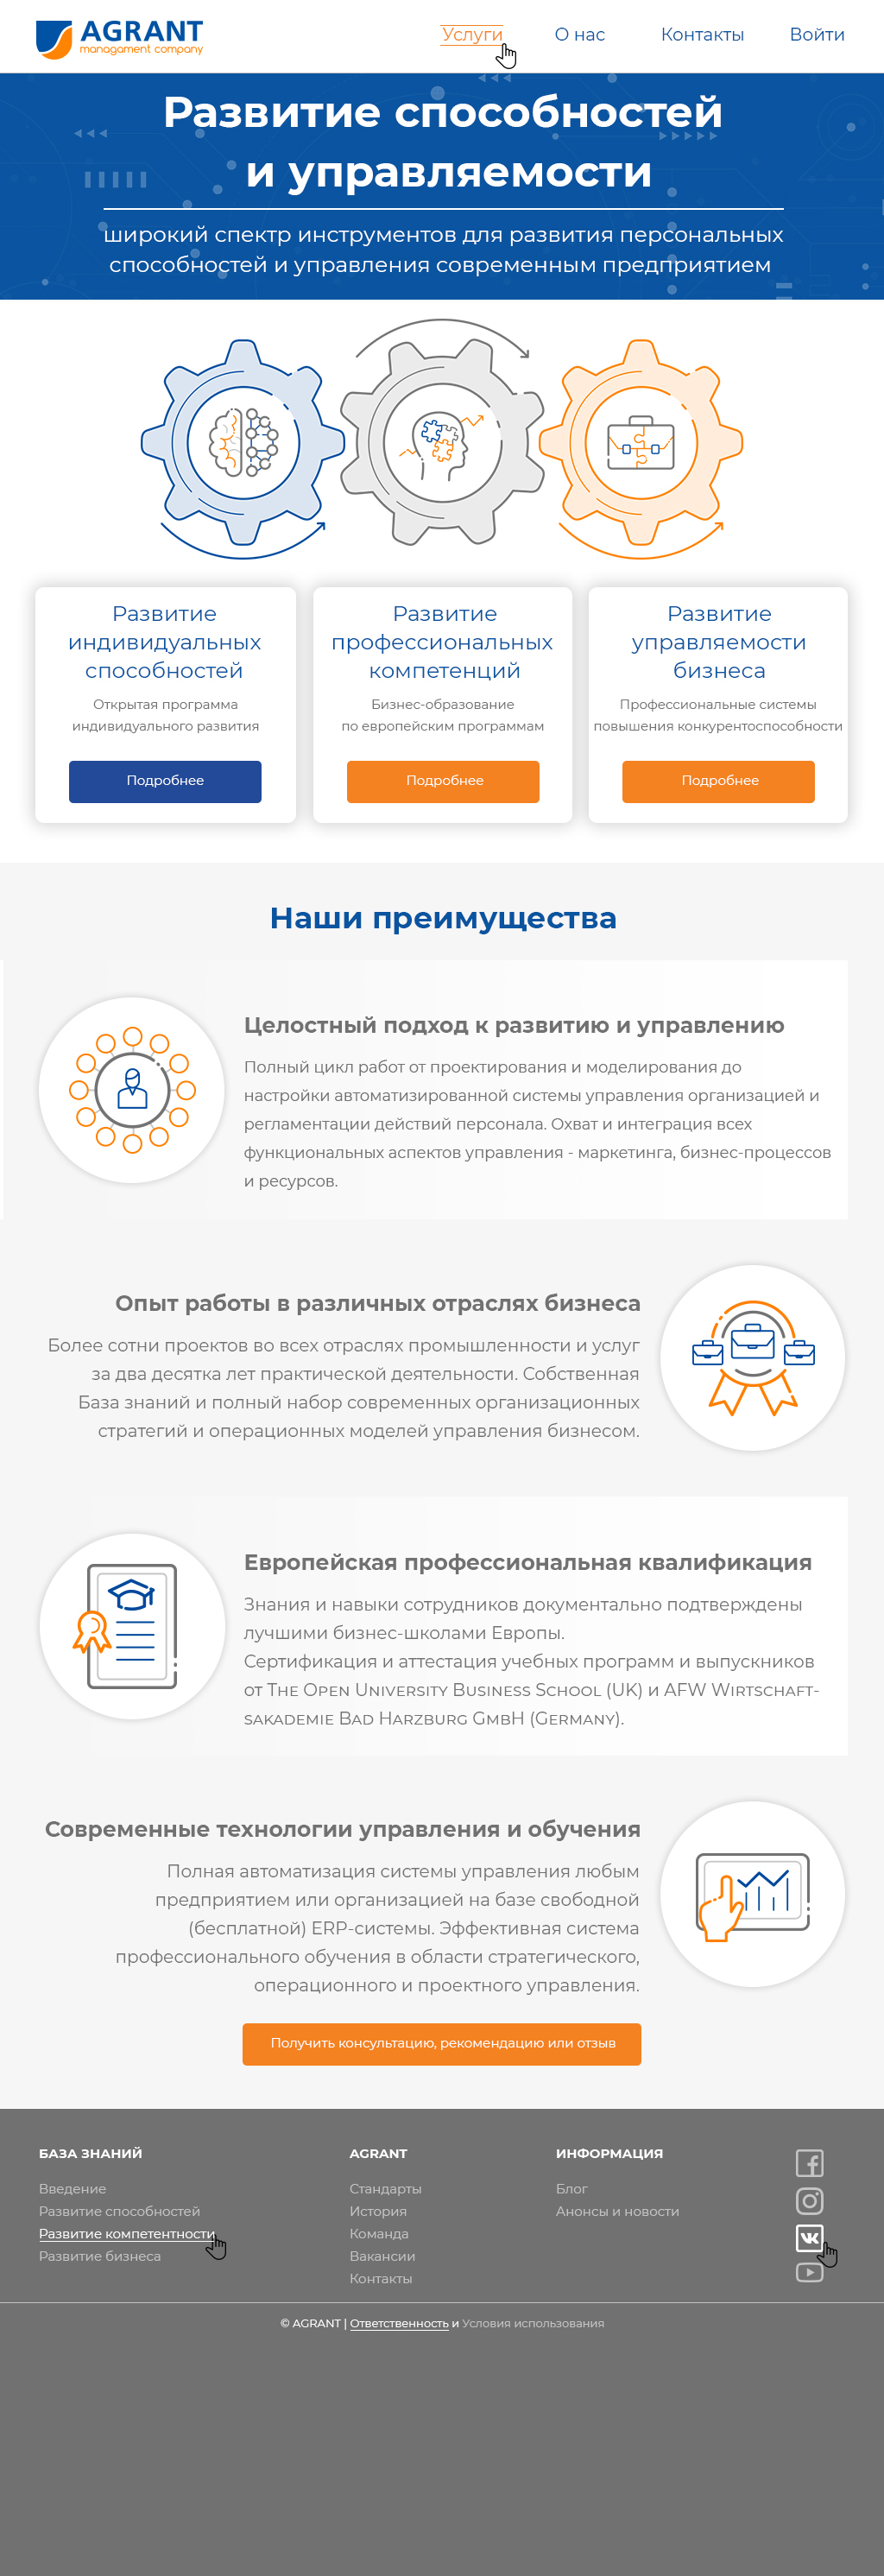 AGRANT
managament company
Услуги О нас Контакты Войти
Развитие способностей
и управляемости
широкий спектр инструментов для развития персональных
способностей и управления современным предприятием
Развитие
индивидуальных
способностей
Открытая программа
индивидуального развития
Подробнее
Развитие
профессиональных
компетенций
Бизнес-образование
по европейским программам
Подробнее
Развитие
управляемости
бизнеса
Профессиональные системы
повышения конкурентоспособности
Подробнее
Наши преимущества
Целостный подход к развитию и управлению
Полный цикл работ от проектирования и моделирования до
настройки автоматизированной системы управления организацией и
регламентации действий персонала. Охват и интеграция всех
функциональных аспектов управления - маркетинга, бизнес-процессов
и ресурсов.
Опыт работы в различных отраслях бизнеса
Более сотни проектов во всех отраслях промышленности и услуг
за два десятка лет практической деятельности. Собственная
База знаний и полный набор современных организационных
стратегий и операционных моделей управления бизнесом.
Европейская профессиональная квалификация
Знания и навыки сотрудников документально подтверждены
лучшими бизнес-школами Европы.
Сертификация и аттестация учебных программ и выпускников
от The Open University Business School (UK) и AFW Wirtschaft-
sakademie Bad Harzburg GmbH (Germany).
Современные технологии управления и обучения
Полная автоматизация системы управления любым
предприятием или организацией на базе свободной
(бесплатной) ERP-системы. Эффективная система
профессионального обучения в области стратегического,
операционного и проектного управления.
Получить консультацию, рекомендацию или отзыв
БАЗА ЗНАНИЙ
Введение
Развитие способностей
Развитие компетентности
Развитие бизнеса
AGRANT
Стандарты
История
Команда
Вакансии
Контакты
ИНФОРМАЦИЯ
Блог
Анонсы и новости
© AGRANT | Ответственность и Условия использования